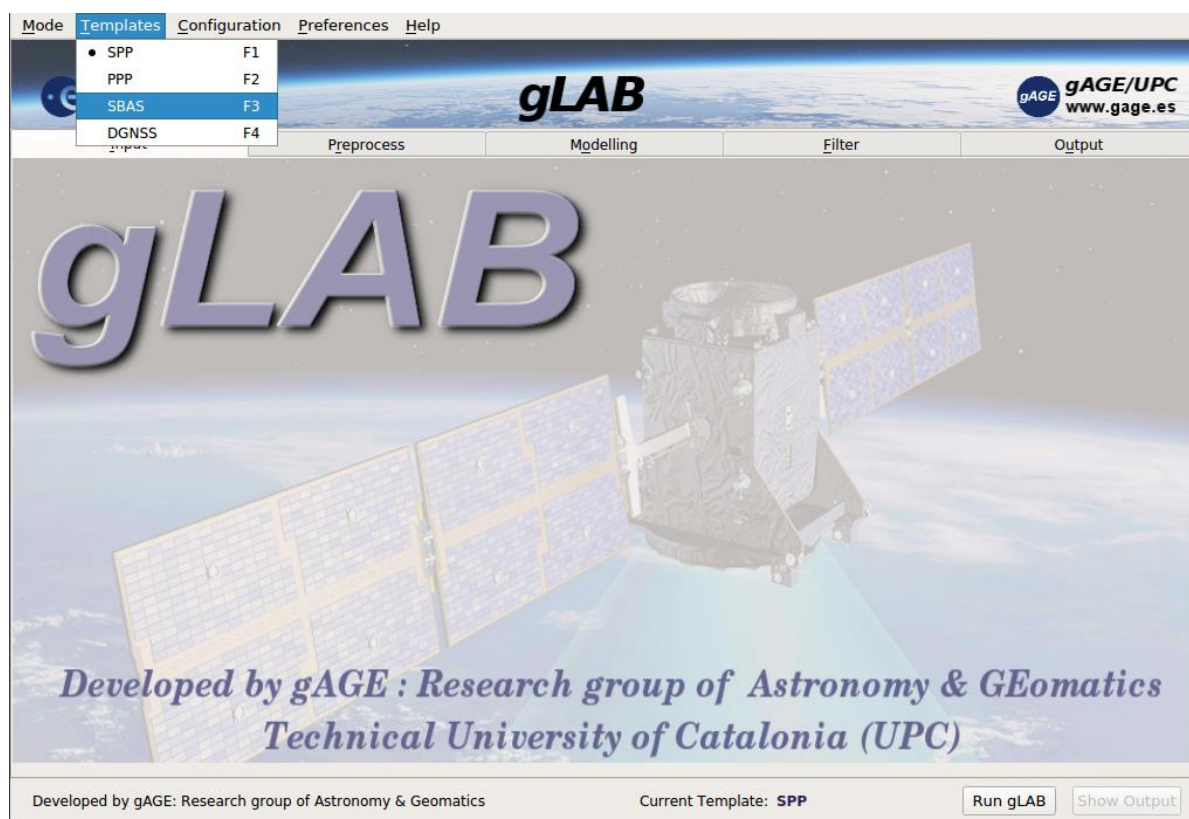 Mode Templates Configuration Preferences Help
SPP F1
PPP F2
SBAS F3
DGNSS F4
gLAB
gAGE
gAGE/UPC
www.gage.es
Input Preprocess Modelling Filter Output
gLAB
Developed by gAGE : Research group of Astronomy & GEomatics
Technical University of Catalonia (UPC)
Developed by gAGE: Research group of Astronomy & Geomatics Current Template: SPP Run gLAB Show Output